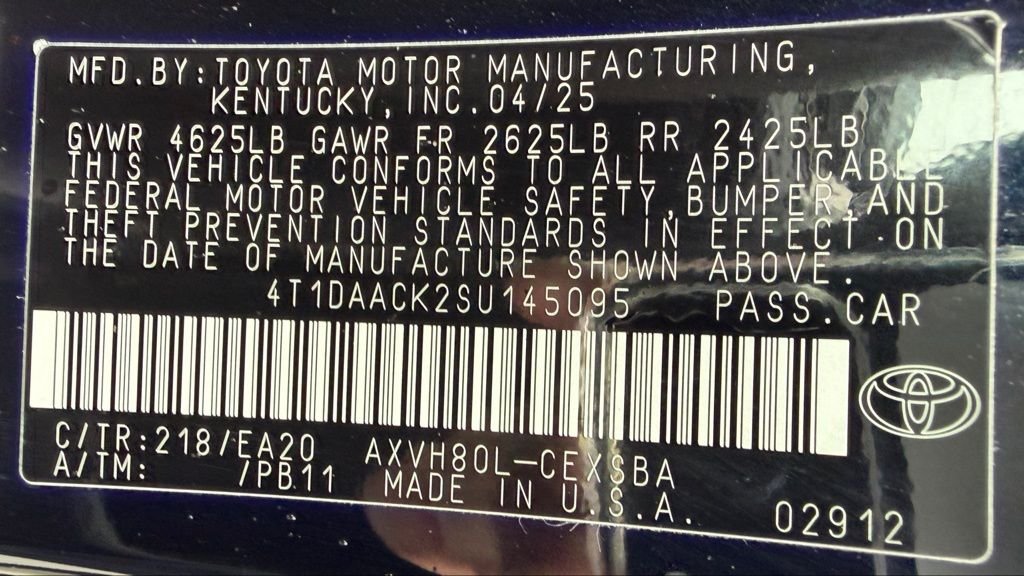 MFD.BY:TOYOTA MOTOR MANUFACTURING,
KENTUCKY,INC.04/25
GVWR 4625LB GAWR FR 2625LB RR 2425LB
THIS VEHICLE CONFORMS TO ALL APPLICABLE
FEDERAL MOTOR VEHICLE SAFETY,BUMPER,AND
THEFT PREVENTION STANDARDS IN EFFECT ON
THE DATE OF MANUFACTURE SHOWN ABOVE.
4T1DAACK2SU145095 PASS.CAR
C/TR:218/EA20 AXVH80L-CEXSBA
A/TM: /PB11 MADE IN U.S.A.
02912